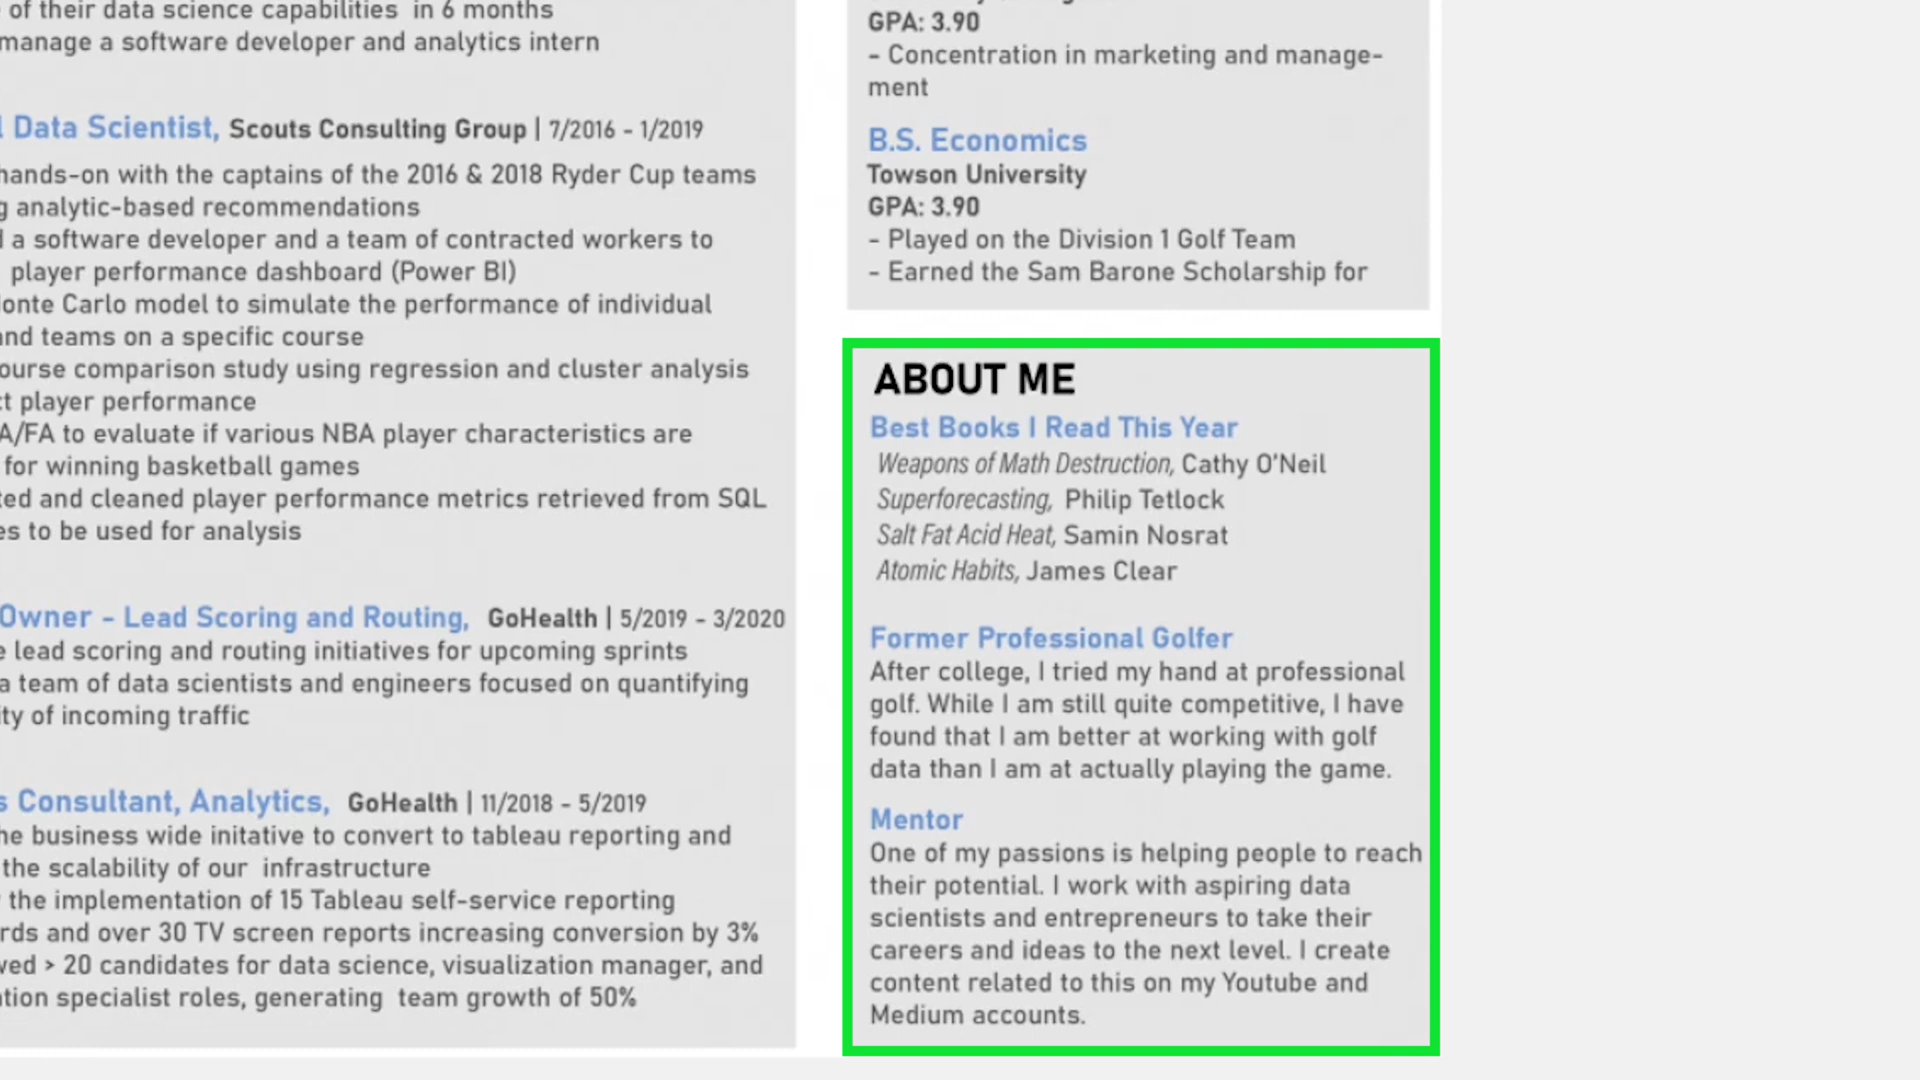 of their data science capabilities in 6 months
manage a software developer and analytics intern
Data Scientist, Scouts Consulting Group | 7/2016 - 1/2019
hands-on with the captains of the 2016 & 2018 Ryder Cup teams
analytic-based recommendations
a software developer and a team of contracted workers to
player performance dashboard (Power BI)
onte Carlo model to simulate the performance of individual
and teams on a specific course
ourse comparison study using regression and cluster analysis
ct player performance
A/FA to evaluate if various NBA player characteristics are
for winning basketball games
ted and cleaned player performance metrics retrieved from SQL
es to be used for analysis
Owner - Lead Scoring and Routing, GoHealth | 5/2019 - 3/2020
e lead scoring and routing initiatives for upcoming sprints
a team of data scientists and engineers focused on quantifying
ity of incoming traffic
s Consultant, Analytics, GoHealth | 11/2018 - 5/2019
he business wide initative to convert to tableau reporting and
the scalability of our infrastructure
the implementation of 15 Tableau self-service reporting
rds and over 30 TV screen reports increasing conversion by 3%
wed > 20 candidates for data science, visualization manager, and
ation specialist roles, generating team growth of 50%
GPA: 3.90
- Concentration in marketing and manage-
ment
B.S. Economics
Towson University
GPA: 3.90
- Played on the Division 1 Golf Team
- Earned the Sam Barone Scholarship for
ABOUT ME
Best Books I Read This Year
Weapons of Math Destruction, Cathy O'Neil
Superforecasting, Philip Tetlock
Salt Fat Acid Heat, Samin Nosrat
Atomic Habits, James Clear
Former Professional Golfer
After college, I tried my hand at professional
golf. While I am still quite competitive, I have
found that I am better at working with golf
data than I am at actually playing the game.
Mentor
One of my passions is helping people to reach
their potential. I work with aspiring data
scientists and entrepreneurs to take their
careers and ideas to the next level. I create
content related to this on my Youtube and
Medium accounts.